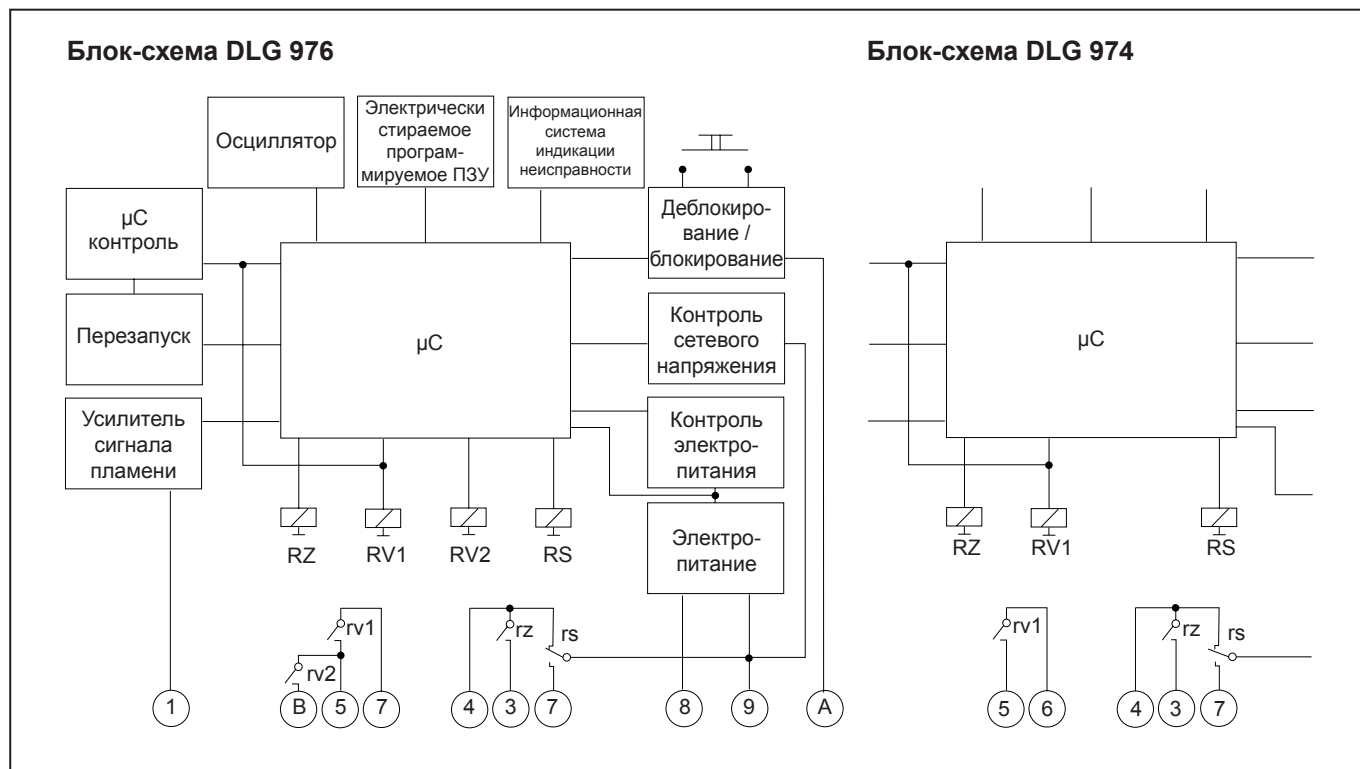 Блок-схема DLG 976
Блок-схема DLG 974
Осциллятор
Электрически
стираемое
програм-
мируемое ПЗУ
Информационная
система
индикации
неисправности
µC
контроль
Деблокиро-
вание /
блокирование
Перезапуск
µC
Контроль
сетевого
напряжения
µC
Усилитель
сигнала
пламени
Контроль
электро-
питания
Электро-
питание
RZ
RV1
RV2
RS
RZ
RV1
RS
rv1
rv2
rz
rs
rv1
rz
rs
1
B
5
7
4
3
7
8
9
A
5
6
4
3
7